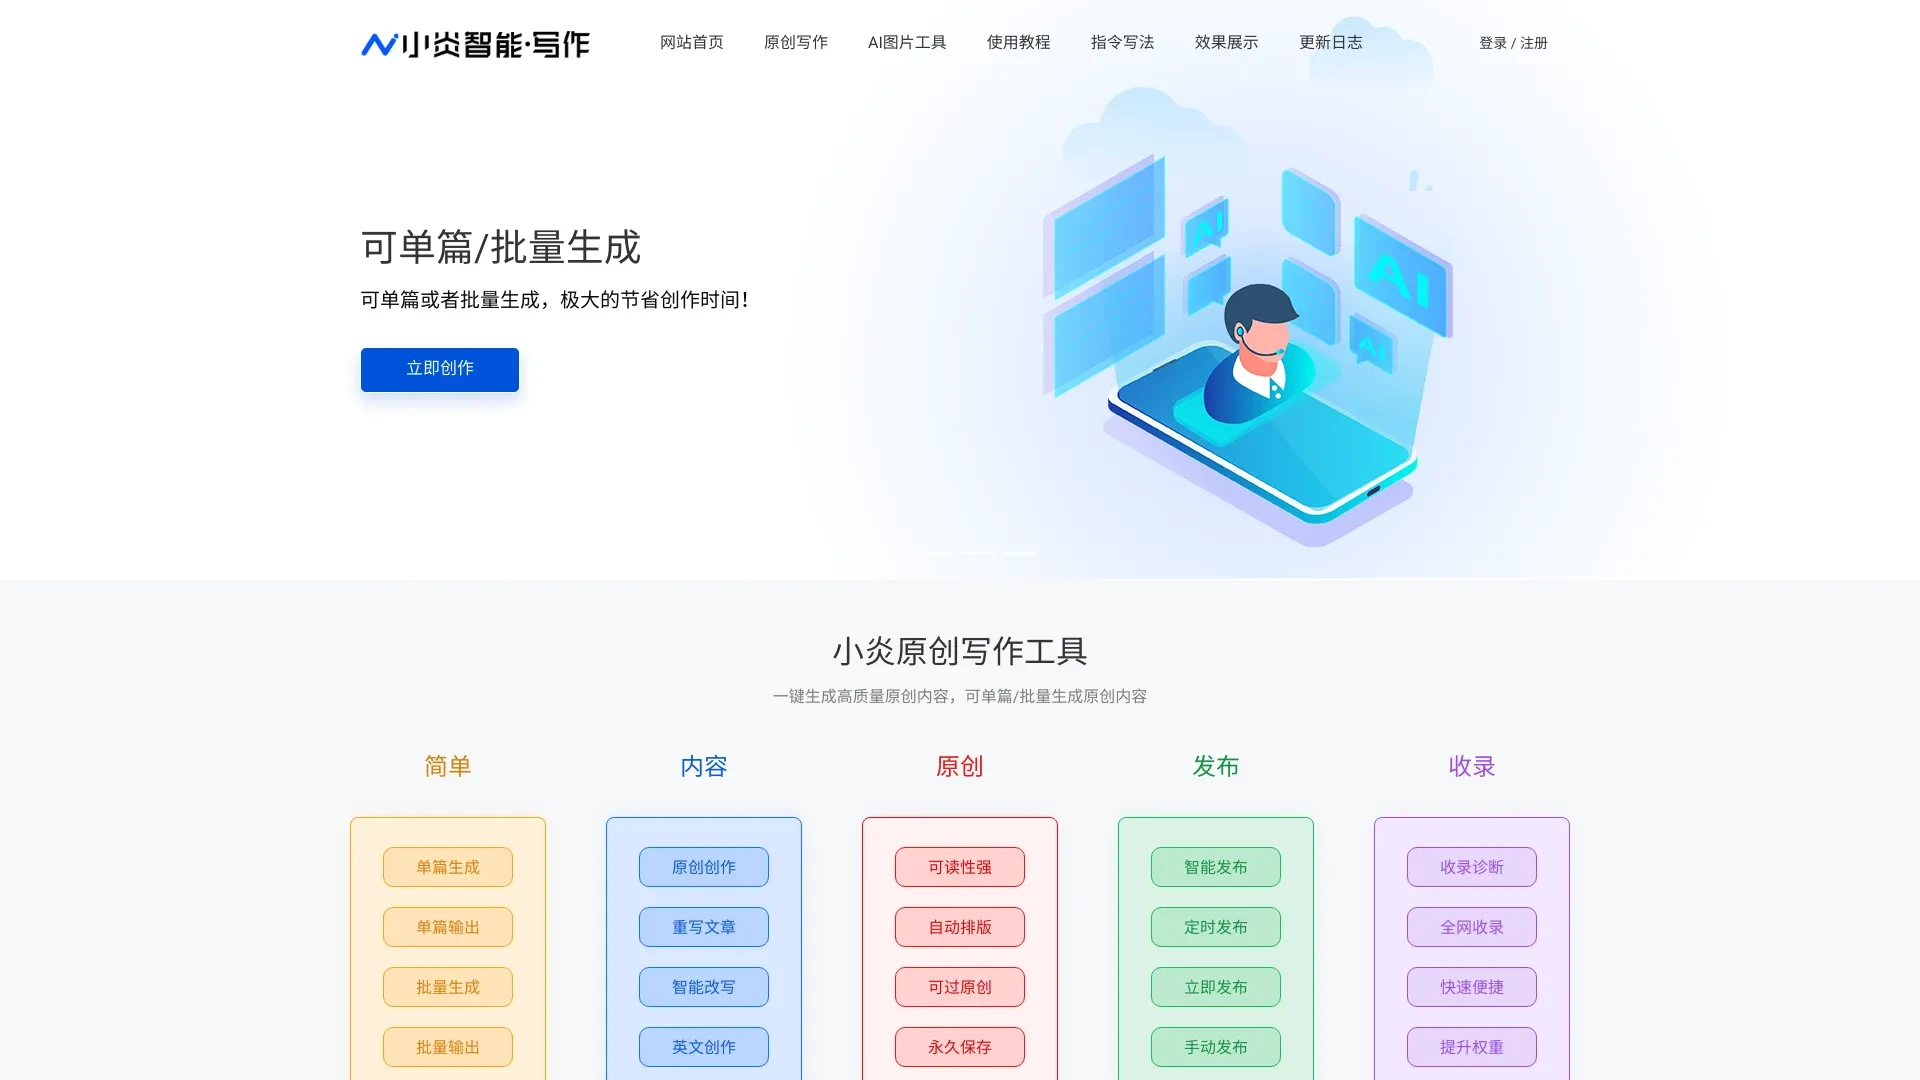 小炎智能·写作
网站首页 原创写作 AI图片工具 使用教程 指令写法 效果展示 更新日志 登录 / 注册
可单篇/批量生成
可单篇或者批量生成，极大的节省创作时间！
立即创作
AI
AI
AI
小炎原创写作工具
一键生成高质量原创内容，可单篇/批量生成原创内容
简单 内容 原创 发布 收录
单篇生成 原创创作 可读性强 智能发布 收录诊断
单篇输出 重写文章 自动排版 定时发布 全网收录
批量生成 智能改写 可过原创 立即发布 快速便捷
批量输出 英文创作 永久保存 手动发布 提升权重